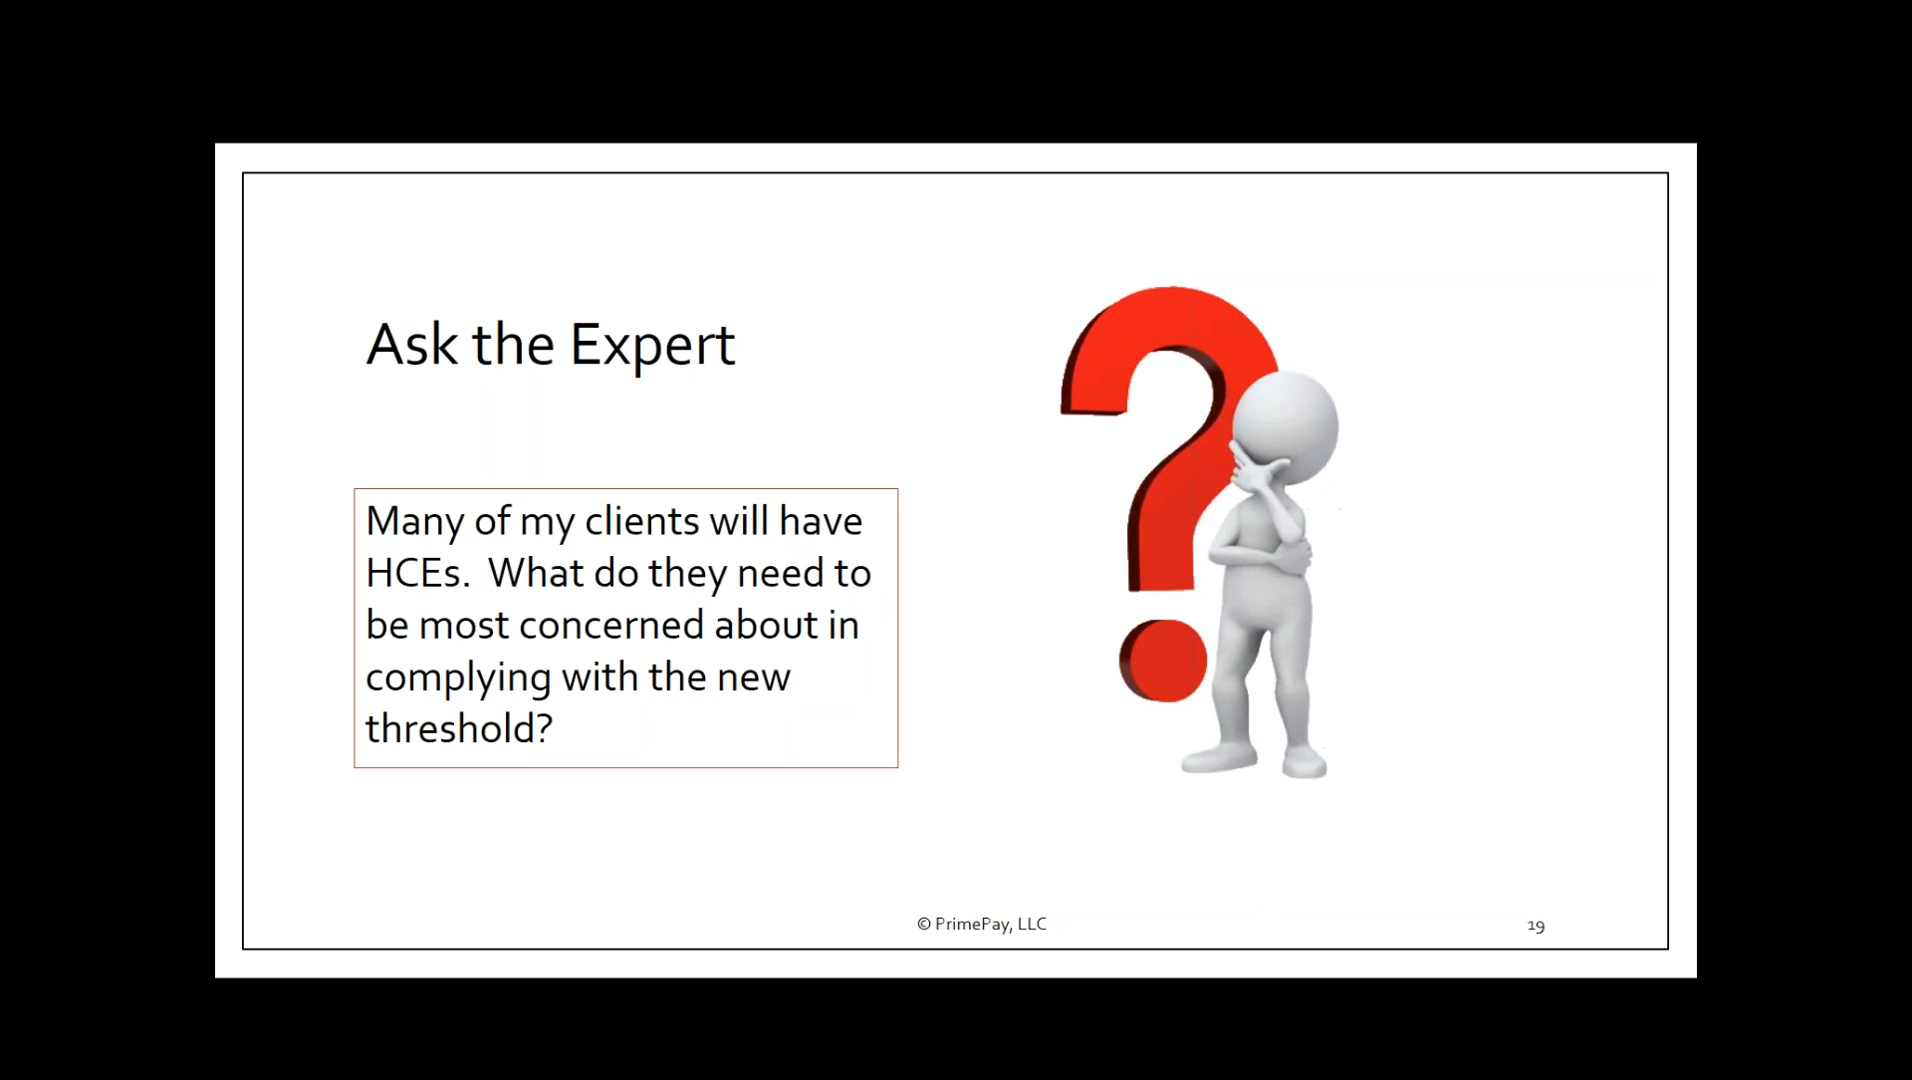 Ask the Expert
Many of my clients will have
HCEs.  What do they need to
be most concerned about in
complying with the new
threshold?
© PrimePay, LLC
19